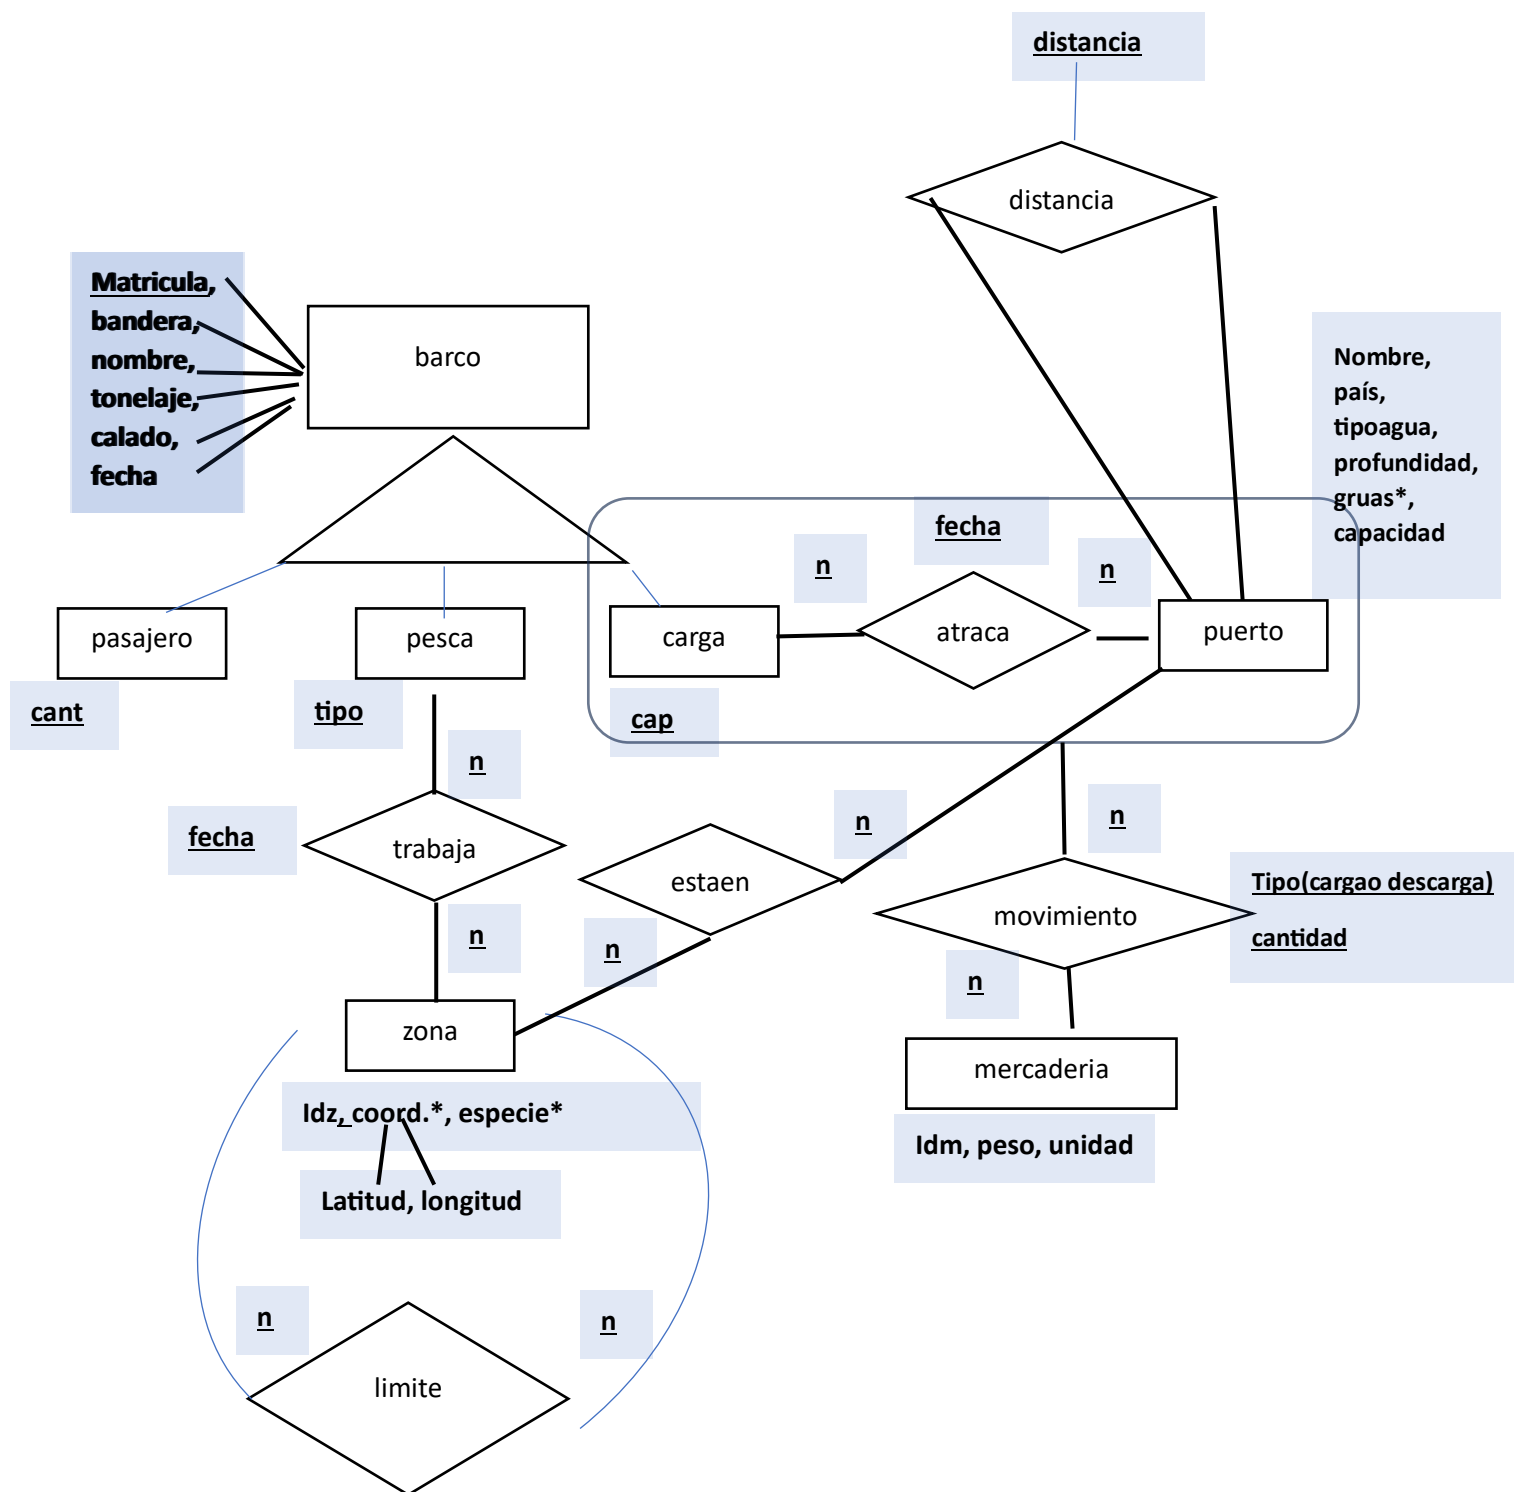 distancia
distancia
Matricula,
bandera,
nombre,
tonelaje,
calado,
fecha
barco
Nombre,
país,
tipoagua,
profundidad,
gruas*,
capacidad
fecha
n
n
pasajero
pesca
carga
atraca
puerto
cant
tipo
cap
n
fecha
trabaja
n
estaen
n
n
n
Tipo(cargao descarga)
cantidad
movimiento
n
zona
mercaderia
Idz, coord.*, especie*
Idm, peso, unidad
Latitud, longitud
n
n
limite